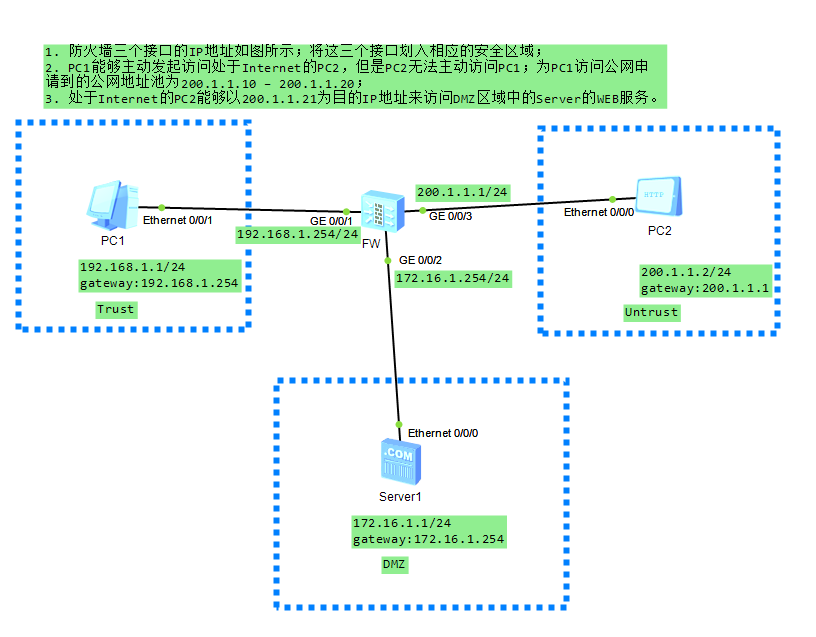 1. 防火墙三个接口的IP地址如图所示；将这三个接口划入相应的安全区域；
2. PC1能够主动发起访问处于Internet的PC2，但是PC2无法主动访问PC1；为PC1访问公网申
请到的公网地址池为200.1.1.10 – 200.1.1.20；
3. 处于Internet的PC2能够以200.1.1.21为目的IP地址来访问DMZ区域中的Server的WEB服务。
PC1
Ethernet 0/0/1
192.168.1.1/24
gateway:192.168.1.254
Trust
GE 0/0/1
192.168.1.254/24
FW
200.1.1.1/24
GE 0/0/3
GE 0/0/2
172.16.1.254/24
Ethernet 0/0/0
HTTP
PC2
200.1.1.2/24
gateway:200.1.1.1
Untrust
Ethernet 0/0/0
.COM
Server1
172.16.1.1/24
gateway:172.16.1.254
DMZ